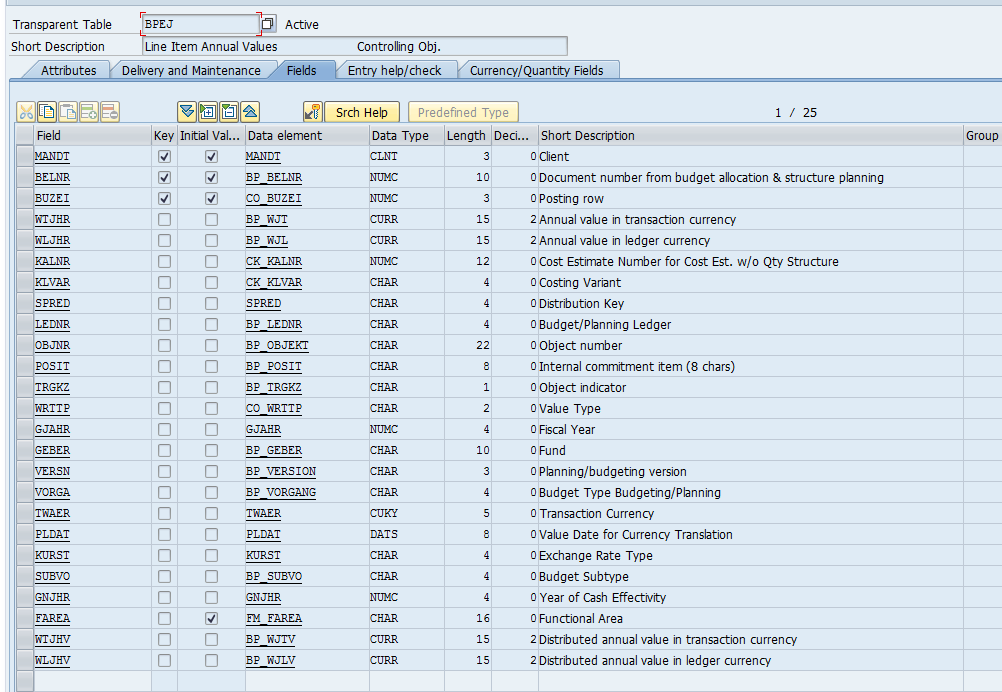 Transparent Table BPEJ Active
Short Description Line Item Annual Values Controlling Obj.
Attributes Delivery and Maintenance Fields Entry help/check Currency/Quantity Fields
Srch Help Predefined Type 1 / 25
Field Key Initial Val... Data element Data Type Length Deci... Short Description Group
MANDT MANDT CLNT 3 0 Client
BELNR BP_BELNR NUMC 10 0 Document number from budget allocation & structure planning
BUZEI CO_BUZEI NUMC 3 0 Posting row
WTJHR BP_WJT CURR 15 2 Annual value in transaction currency
WLJHR BP_WJL CURR 15 2 Annual value in ledger currency
KALNR CK_KALNR NUMC 12 0 Cost Estimate Number for Cost Est. w/o Qty Structure
KLVAR CK_KLVAR CHAR 4 0 Costing Variant
SPRED SPRED CHAR 4 0 Distribution Key
LEDNR BP_LEDNR CHAR 4 0 Budget/Planning Ledger
OBJNR BP_OBJEKT CHAR 22 0 Object number
POSIT BP_POSIT CHAR 8 0 Internal commitment item (8 chars)
TRGKZ BP_TRGKZ CHAR 1 0 Object indicator
WRTTP CO_WRTTP CHAR 2 0 Value Type
GJAHR GJAHR NUMC 4 0 Fiscal Year
GEBER BP_GEBER CHAR 10 0 Fund
VERSN BP_VERSION CHAR 3 0 Planning/budgeting version
VORGA BP_VORGANG CHAR 4 0 Budget Type Budgeting/Planning
TWAER TWAER CUKY 5 0 Transaction Currency
PLDAT PLDAT DATS 8 0 Value Date for Currency Translation
KURST KURST CHAR 4 0 Exchange Rate Type
SUBVO BP_SUBVO CHAR 4 0 Budget Subtype
GNJHR GNJHR NUMC 4 0 Year of Cash Effectivity
FAREA FM_FAREA CHAR 16 0 Functional Area
WTJHV BP_WJTV CURR 15 2 Distributed annual value in transaction currency
WLJHV BP_WJLV CURR 15 2 Distributed annual value in ledger currency